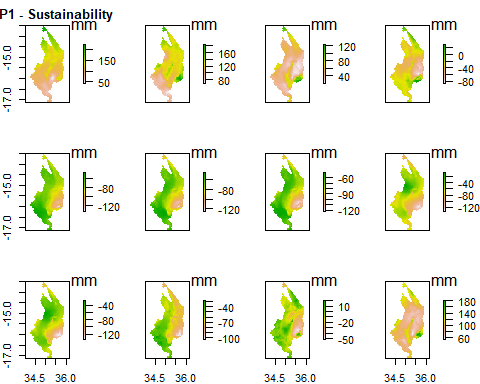 P1 - Sustainability
mm mm mm mm
-15.0 -17.0 150 50 160 120 80 120 80 40 0 -40 -80
mm mm mm mm
-15.0 -17.0 -80 -120 -80 -120 -60 -90 -120 -40 -80 -120
mm mm mm mm
-15.0 -17.0 -40 -80 -120 -40 -70 -100 10 -20 -50 180 140 100 60
34.5 36.0 34.5 36.0 34.5 36.0 34.5 36.0